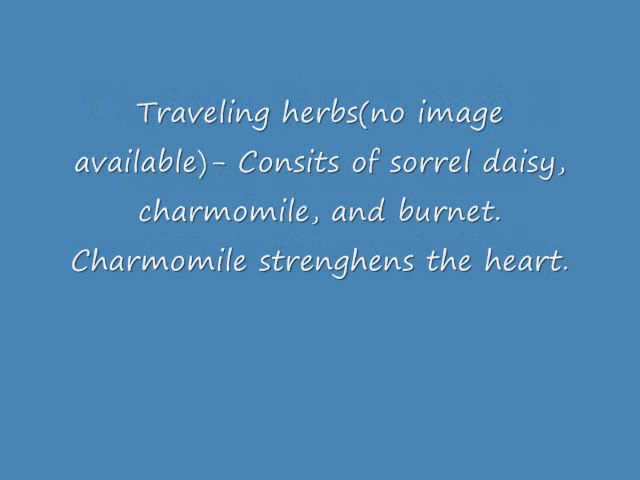 Traveling herbs(no image
available)- Consits of sorrel daisy,
charmomile, and burnet.
Charmomile strenghens the heart.